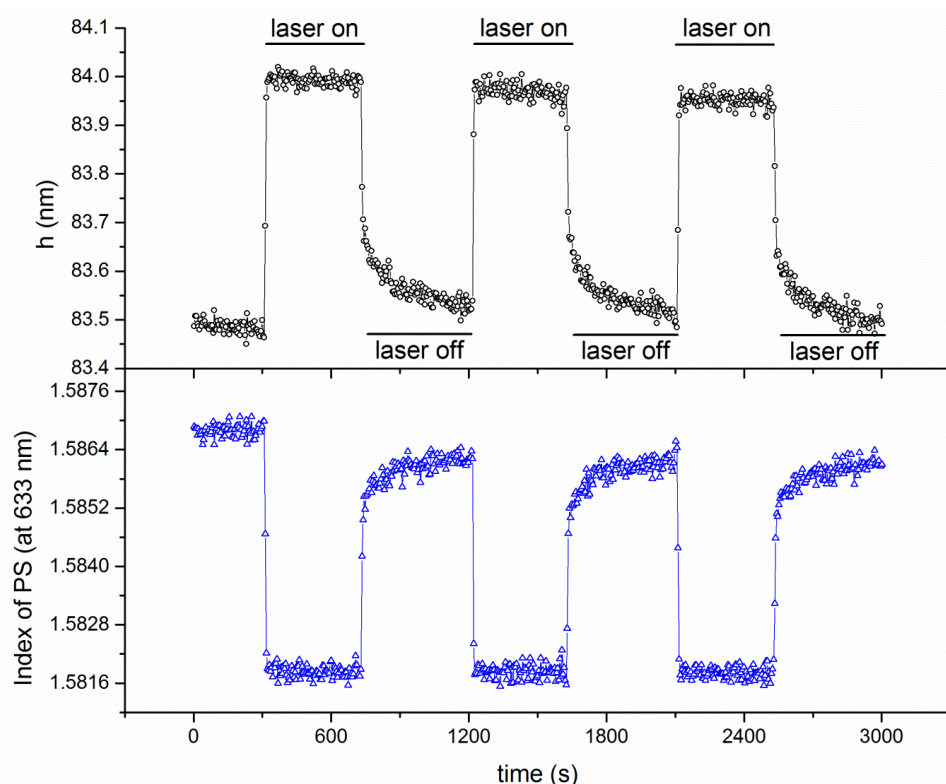 laser on laser on laser on
84.1
84.0
83.9
83.8
83.7
83.6
83.5
83.4
h (nm)
laser off laser off laser off
1.5876
1.5864
1.5852
1.5840
1.5828
1.5816
Index of PS (at 633 nm)
0 600 1200 1800 2400 3000
time (s)